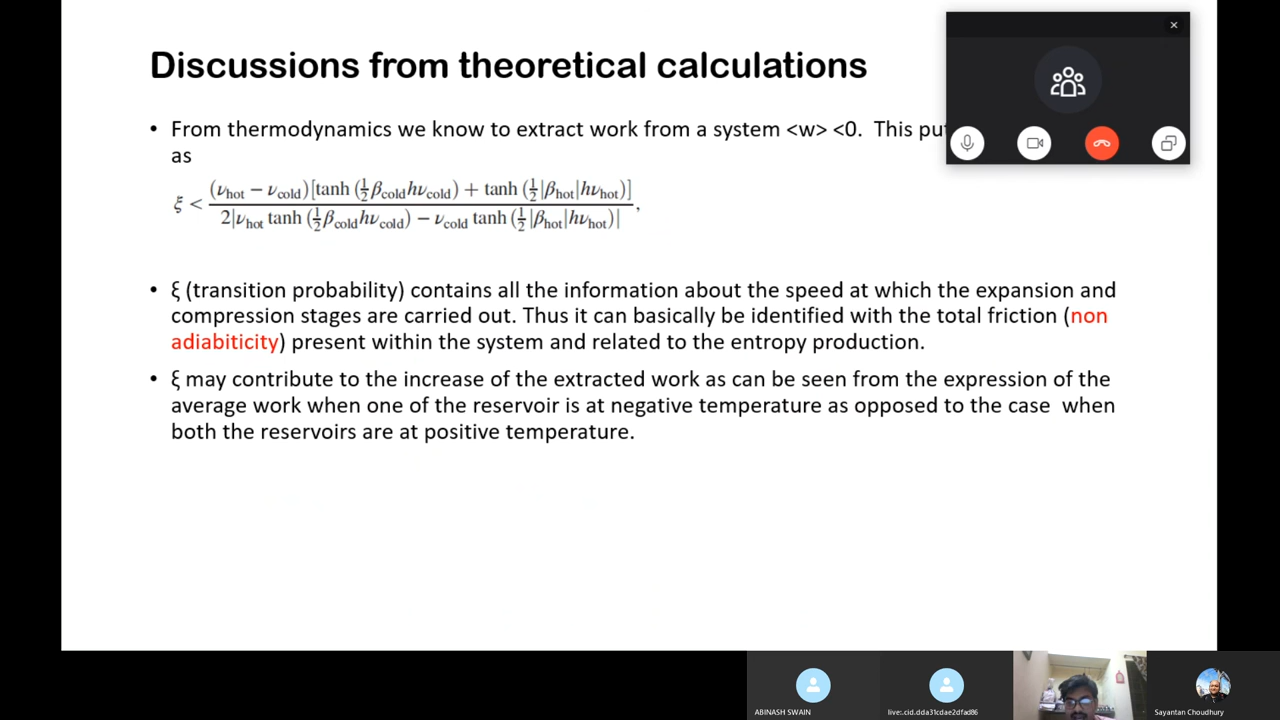 Discussions from theoretical calculations
• From thermodynamics we know to extract work from a system <w> <0. This
as
ξ < (ν_hot − ν_cold)[tanh (½β_cold hν_cold) + tanh (½|β_hot|hν_hot)] / 2|ν_hot tanh (½β_cold hν_cold) − ν_cold tanh (½|β_hot|hν_hot)|,
• ξ (transition probability) contains all the information about the speed at which the expansion and
compression stages are carried out. Thus it can basically be identified with the total friction (non
adiabiticity) present within the system and related to the entropy production.
• ξ may contribute to the increase of the extracted work as can be seen from the expression of the
average work when one of the reservoir is at negative temperature as opposed to the case when
both the reservoirs are at positive temperature.
ABINASH SWAIN
live:.cid.dda31cdae2dfad86
Sayantan Choudhury